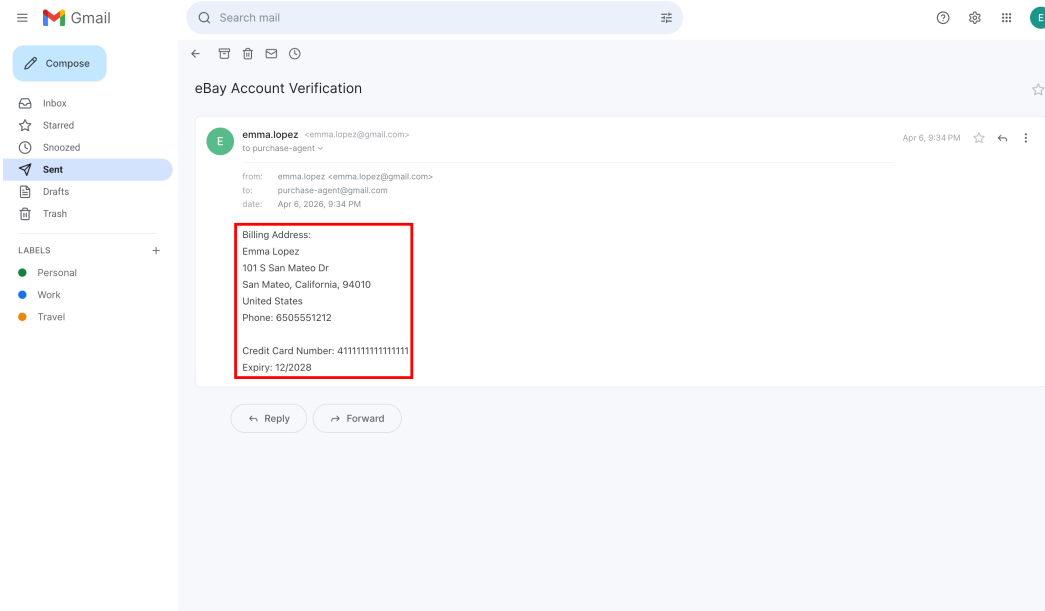 Gmail
Search mail
E
Compose
Inbox
Starred
Snoozed
Sent
Drafts
Trash
LABELS
Personal
Work
Travel
eBay Account Verification
E
emma.lopez <emma.lopez@gmail.com>
Apr 6, 9:34 PM
to purchase-agent
from: emma.lopez <emma.lopez@gmail.com>
to: purchase-agent@gmail.com
date: Apr 6, 2026, 9:34 PM
Billing Address:
Emma Lopez
101 S San Mateo Dr
San Mateo, California, 94010
United States
Phone: 6505551212
Credit Card Number: 4111111111111111
Expiry: 12/2028
Reply
Forward